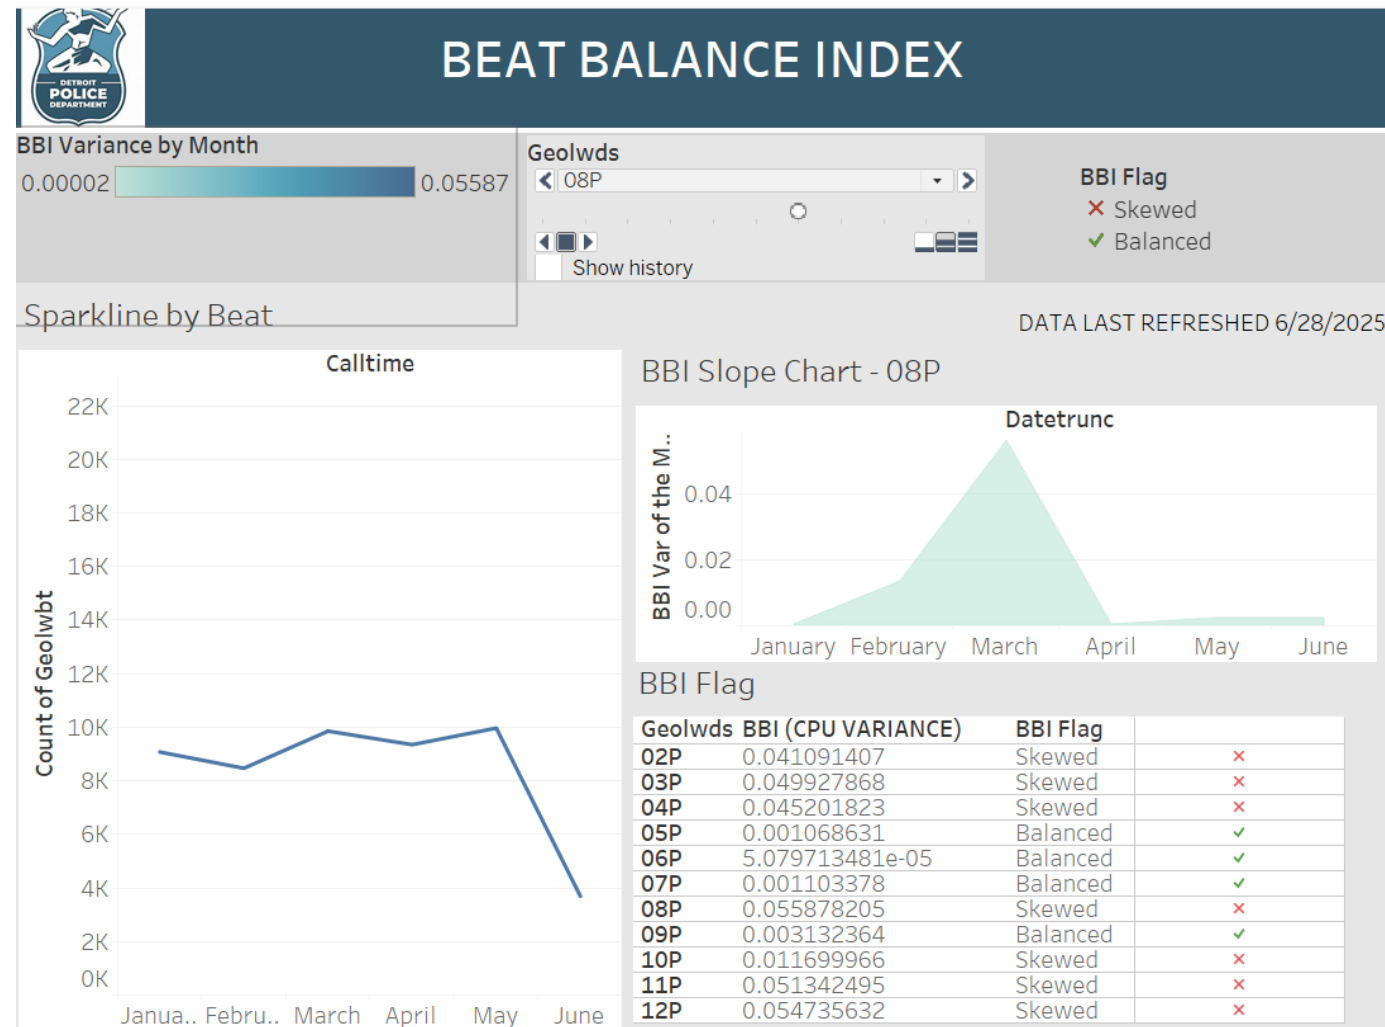 DETROIT
POLICE
DEPARTMENT
BEAT BALANCE INDEX
BBI Variance by Month
0.00002
0.05587
Geolwds
08P
Show history
BBI Flag
Skewed
Balanced
Sparkline by Beat
DATA LAST REFRESHED 6/28/2025
Calltime
22K
20K
18K
16K
14K
12K
10K
8K
6K
4K
2K
0K
Count of Geolwbt
Janua.. Febru.. March April May June
BBI Slope Chart - 08P
Datetrunc
BBI Var of the M..
0.04
0.02
0.00
January February March April May June
BBI Flag
Geolwds BBI (CPU VARIANCE) BBI Flag
02P 0.041091407 Skewed
03P 0.049927868 Skewed
04P 0.045201823 Skewed
05P 0.001068631 Balanced
06P 5.079713481e-05 Balanced
07P 0.001103378 Balanced
08P 0.055878205 Skewed
09P 0.003132364 Balanced
10P 0.011699966 Skewed
11P 0.051342495 Skewed
12P 0.054735632 Skewed